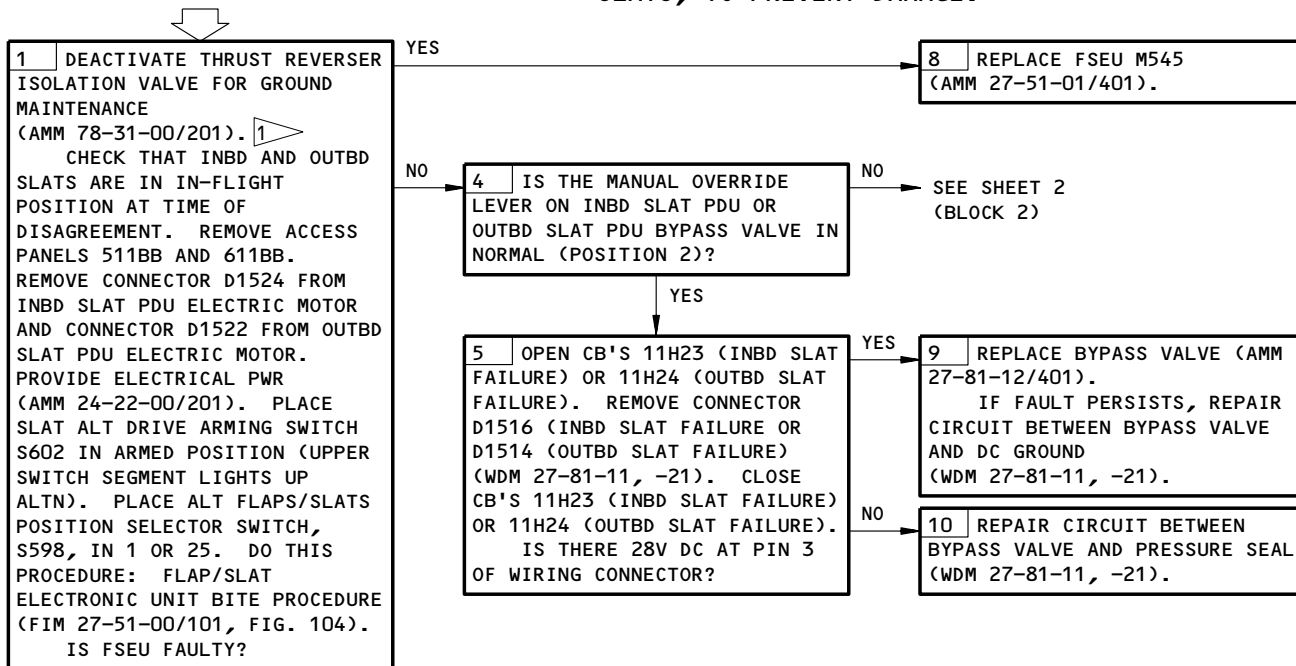 SLATS, TO PREVENT DAMAGE.
1 DEACTIVATE THRUST REVERSER
ISOLATION VALVE FOR GROUND
MAINTENANCE
(AMM 78-31-00/201). 1
CHECK THAT INBD AND OUTBD
SLATS ARE IN IN-FLIGHT
POSITION AT TIME OF
DISAGREEMENT. REMOVE ACCESS
PANELS 511BB AND 611BB.
REMOVE CONNECTOR D1524 FROM
INBD SLAT PDU ELECTRIC MOTOR
AND CONNECTOR D1522 FROM OUTBD
SLAT PDU ELECTRIC MOTOR.
PROVIDE ELECTRICAL PWR
(AMM 24-22-00/201). PLACE
SLAT ALT DRIVE ARMING SWITCH
S602 IN ARMED POSITION (UPPER
SWITCH SEGMENT LIGHTS UP
ALTN). PLACE ALT FLAPS/SLATS
POSITION SELECTOR SWITCH,
S598, IN 1 OR 25. DO THIS
PROCEDURE: FLAP/SLAT
ELECTRONIC UNIT BITE PROCEDURE
(FIM 27-51-00/101, FIG. 104).
IS FSEU FAULTY?
YES
8 REPLACE FSEU M545
(AMM 27-51-01/401).
NO
4 IS THE MANUAL OVERRIDE
LEVER ON INBD SLAT PDU OR
OUTBD SLAT PDU BYPASS VALVE IN
NORMAL (POSITION 2)?
NO
SEE SHEET 2
(BLOCK 2)
YES
5 OPEN CB'S 11H23 (INBD SLAT
FAILURE) OR 11H24 (OUTBD SLAT
FAILURE). REMOVE CONNECTOR
D1516 (INBD SLAT FAILURE OR
D1514 (OUTBD SLAT FAILURE)
(WDM 27-81-11, -21). CLOSE
CB'S 11H23 (INBD SLAT FAILURE)
OR 11H24 (OUTBD SLAT FAILURE).
IS THERE 28V DC AT PIN 3
OF WIRING CONNECTOR?
YES
9 REPLACE BYPASS VALVE (AMM
27-81-12/401).
IF FAULT PERSISTS, REPAIR
CIRCUIT BETWEEN BYPASS VALVE
AND DC GROUND
(WDM 27-81-11, -21).
NO
10 REPAIR CIRCUIT BETWEEN
BYPASS VALVE AND PRESSURE SEAL
(WDM 27-81-11, -21).